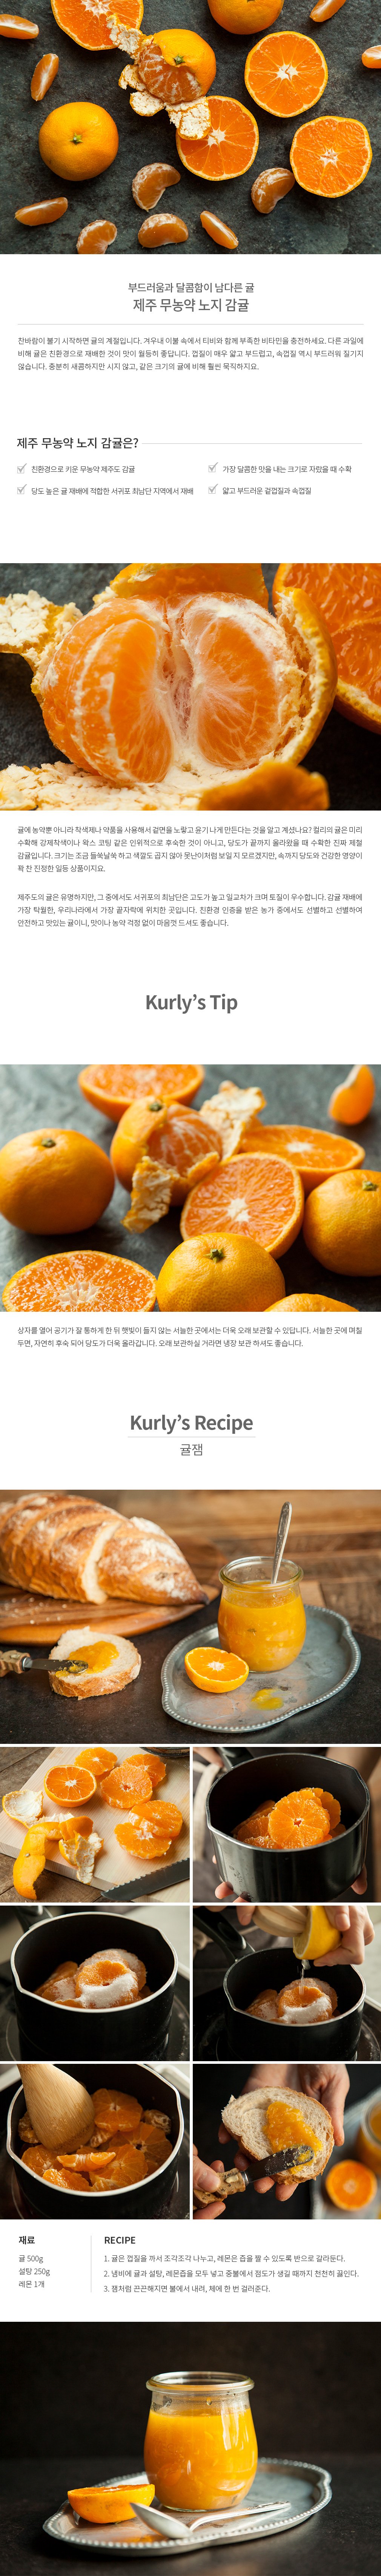 부드러움과 달콤함이 남다른 귤
제주 무농약 노지 감귤
찬바람이 불기 시작하면 귤의 계절입니다. 겨우내 이불 속에서 티비와 함께 부족한 비타민을 충전하세요. 다른 과일에
비해 귤은 친환경으로 재배한 것이 맛이 월등히 좋답니다. 껍질이 매우 얇고 부드럽고, 속껍질 역시 부드러워 질기지
않습니다. 충분히 새콤하지만 시지 않고, 같은 크기의 귤에 비해 훨씬 묵직하지요.
제주 무농약 노지 감귤은?
친환경으로 키운 무농약 제주도 감귤
가장 달콤한 맛을 내는 크기로 자랐을 때 수확
당도 높은 귤 재배에 적합한 서귀포 최남단 지역에서 재배
얇고 부드러운 겉껍질과 속껍질
귤에 농약뿐 아니라 착색제나 약품을 사용해서 겉면을 노랗고 윤기 나게 만든다는 것을 알고 계셨나요? 컬리의 귤은 미리
수확해 강제착색이나 왁스 코팅 같은 인위적으로 후숙한 것이 아니고, 당도가 끝까지 올라왔을 때 수확한 진짜 제철
감귤입니다. 크기는 조금 들쑥날쑥 하고 색깔도 곱지 않아 못난이처럼 보일 지 모르겠지만, 속까지 당도와 건강한 영양이
꽉 찬 진정한 일등 상품이지요.
제주도의 귤은 유명하지만, 그 중에서도 서귀포의 최남단은 고도가 높고 일교차가 크며 토질이 우수합니다. 감귤 재배에
가장 탁월한, 우리나라에서 가장 끝자락에 위치한 곳입니다. 친환경 인증을 받은 농가 중에서도 선별하고 선별하여
안전하고 맛있는 귤이니, 맛이나 농약 걱정 없이 마음껏 드셔도 좋습니다.
Kurly’s Tip
상자를 열어 공기가 잘 통하게 한 뒤 햇빛이 들지 않는 서늘한 곳에서는 더욱 오래 보관할 수 있답니다. 서늘한 곳에 며칠
두면, 자연히 후숙 되어 당도가 더욱 올라갑니다. 오래 보관하실 거라면 냉장 보관 하셔도 좋습니다.
Kurly’s Recipe
귤잼
재료
귤 500g
설탕 250g
레몬 1개
RECIPE
1. 귤은 껍질을 까서 조각조각 나누고, 레몬은 즙을 짤 수 있도록 반으로 갈라둔다.
2. 냄비에 귤과 설탕, 레몬즙을 모두 넣고 중불에서 점도가 생길 때까지 천천히 끓인다.
3. 잼처럼 끈끈해지면 불에서 내려, 체에 한 번 걸러준다.